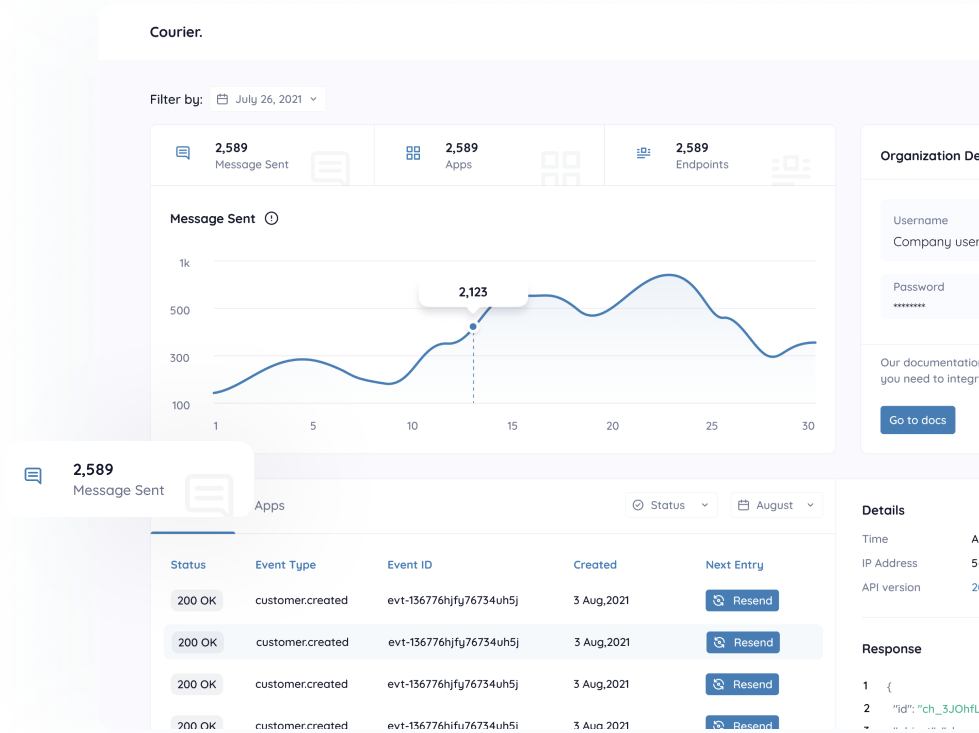 Courier.
Filter by: July 26, 2021
2,589
Message Sent
2,589
Apps
2,589
Endpoints
Message Sent
1k
500
300
100
2,123
1 5 10 15 20 25 30
Organization De
Username
Company user
Password
********
Our documentation
you need to integr
Go to docs
2,589
Message Sent
Apps
Status
August
Status Event Type Event ID Created Next Entry
200 OK customer.created evt-136776hjfy76734uh5j 3 Aug,2021 Resend
200 OK customer.created evt-136776hjfy76734uh5j 3 Aug,2021 Resend
200 OK customer.created evt-136776hjfy76734uh5j 3 Aug,2021 Resend
200 OK customer.created evt-136776hjfy76734uh5j 3 Aug,2021 Resend
Details
Time A
IP Address 5
API version 2
Response
1 {
2 "id": "ch_3JOhfL